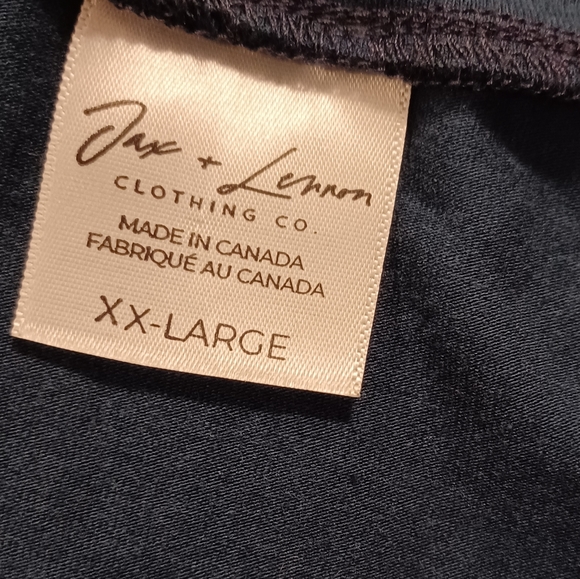 Jax + Lennon
CLOTHING CO.
MADE IN CANADA
FABRIQUÉ AU CANADA
XX-LARGE